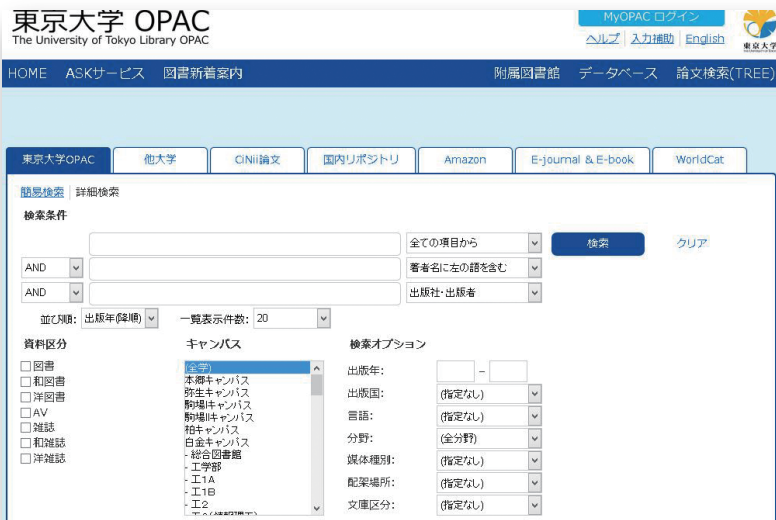 東京大学 OPAC
The University of Tokyo Library OPAC
MyOPAC ログイン
ヘルプ 入力補助 English
東京大学
HOME ASKサービス 図書新着案内 附属図書館 データベース 論文検索(TREE)
東京大学OPAC 他大学 CiNii論文 国内リポジトリ Amazon E-journal & E-book WorldCat
簡易検索 詳細検索
検索条件
全ての項目から 検索 クリア
AND 著者名に左の語を含む
AND 出版社・出版者
並び順: 出版年(降順) 一覧表示件数: 20
資料区分 キャンパス 検索オプション
図書
和図書
洋図書
AV
雑誌
和雑誌
洋雑誌
(全学)
本郷キャンパス
弥生キャンパス
駒場Iキャンパス
駒場IIキャンパス
柏キャンパス
白金キャンパス
- 総合図書館
- 工学部
- 工1A
- 工1B
- 工2
出版年: –
出版国: (指定なし)
言語: (指定なし)
分野: (全分野)
媒体種別: (指定なし)
配架場所: (指定なし)
文庫区分: (指定なし)